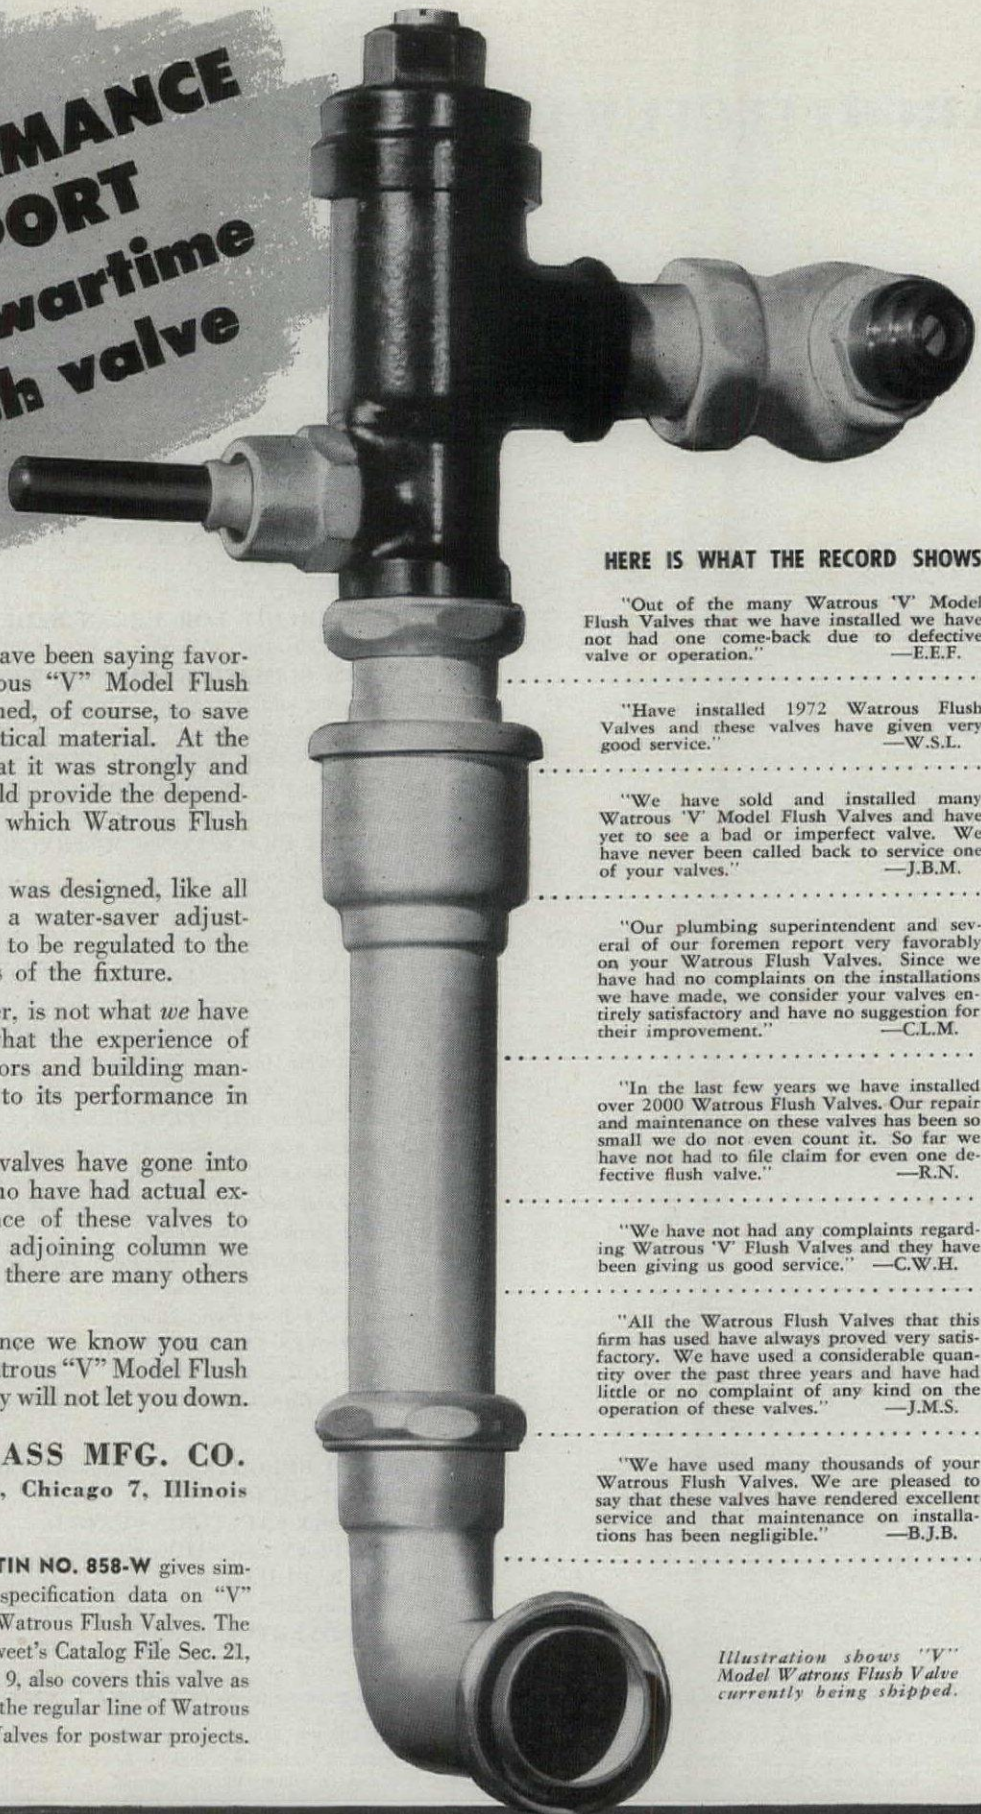 MANCE
PORT
wartime
h valve
ave been saying favor-
ous “V” Model Flush
ned, of course, to save
tical material. At the
at it was strongly and
ld provide the depend-
which Watrous Flush
was designed, like all
a water-saver adjust-
to be regulated to the
s of the fixture.
er, is not what we have
hat the experience of
ors and building man-
to its performance in
valves have gone into
no have had actual ex-
nce of these valves to
adjoining column we
there are many others
nce we know you can
atrous “V” Model Flush
y will not let you down.
ASS MFG. CO.
, Chicago 7, Illinois
TIN NO. 858-W gives sim-
specification data on “V”
Watrous Flush Valves. The
weet's Catalog File Sec. 21,
9, also covers this valve as
the regular line of Watrous
Valves for postwar projects.
HERE IS WHAT THE RECORD SHOWS
"Out of the many Watrous 'V' Model
Flush Valves that we have installed we have
not had one come-back due to defective
valve or operation." —E.E.F.
"Have installed 1972 Watrous Flush
Valves and these valves have given very
good service." —W.S.L.
"We have sold and installed many
Watrous 'V' Model Flush Valves and have
yet to see a bad or imperfect valve. We
have never been called back to service one
of your valves." —J.B.M.
"Our plumbing superintendent and sev-
eral of our foremen report very favorably
on your Watrous Flush Valves. Since we
have had no complaints on the installations
we have made, we consider your valves en-
tirely satisfactory and have no suggestion for
their improvement." —C.L.M.
"In the last few years we have installed
over 2000 Watrous Flush Valves. Our repair
and maintenance on these valves has been so
small we do not even count it. So far we
have not had to file claim for even one de-
fective flush valve." —R.N.
"We have not had any complaints regard-
ing Watrous 'V' Flush Valves and they have
been giving us good service." —C.W.H.
"All the Watrous Flush Valves that this
firm has used have always proved very satis-
factory. We have used a considerable quan-
tity over the past three years and have had
little or no complaint of any kind on the
operation of these valves." —J.M.S.
"We have used many thousands of your
Watrous Flush Valves. We are pleased to
say that these valves have rendered excellent
service and that maintenance on installa-
tions has been negligible." —B.J.B.
Illustration shows "V"
Model Watrous Flush Valve
currently being shipped.